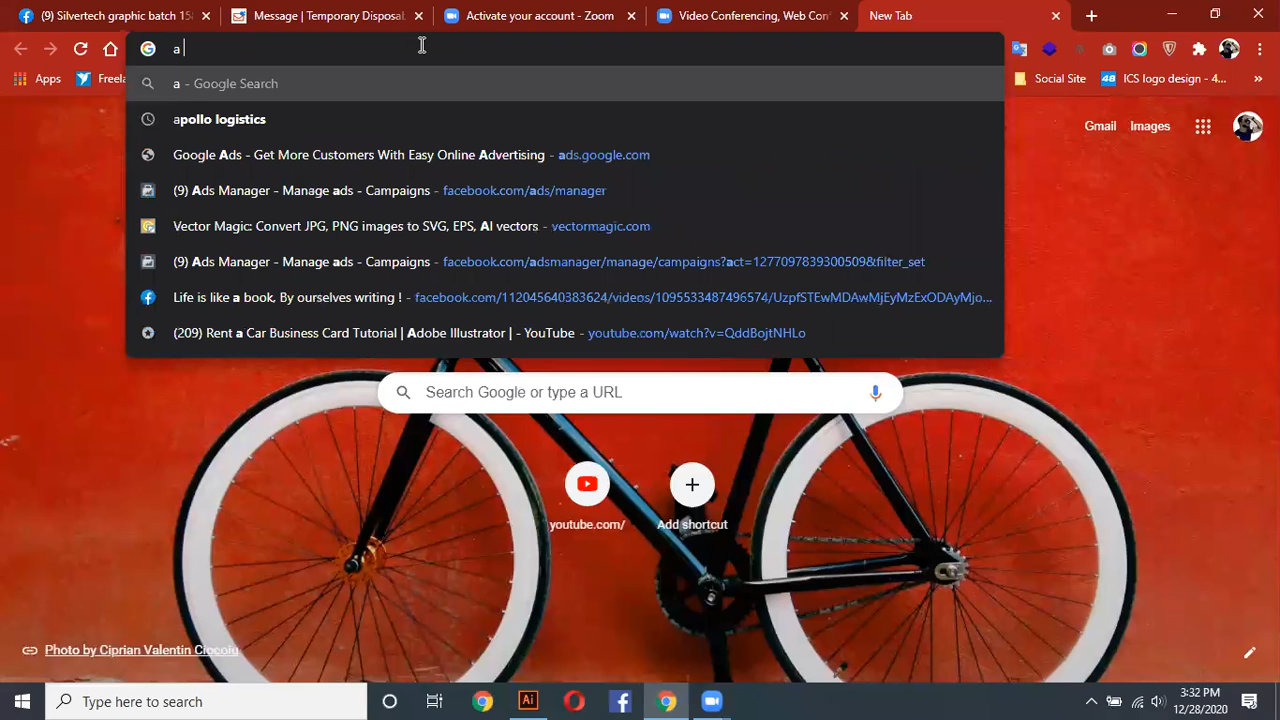 (9) Silvertech graphic batch 15
Message | Temporary Disposal
Activate your account - Zoom
Video Conferencing, Web Con
New Tab
a
Apps
Freela
Social Site
ICS logo design - 4...
a - Google Search
apollo logistics
Google Ads - Get More Customers With Easy Online Advertising - ads.google.com
(9) Ads Manager - Manage ads - Campaigns - facebook.com/ads/manager
Vector Magic: Convert JPG, PNG images to SVG, EPS, AI vectors - vectormagic.com
(9) Ads Manager - Manage ads - Campaigns - facebook.com/adsmanager/manage/campaigns?act=1277097839300509&filter_set
Life is like a book, By ourselves writing ! - facebook.com/112045640383624/videos/1095533487496574/UzpfSTEwMDAwMjEyMzExODAyMjo...
(209) Rent a Car Business Card Tutorial | Adobe Illustrator | - YouTube - youtube.com/watch?v=QddBojtNHLo
Gmail Images
Search Google or type a URL
youtube.com/
Add shortcut
Photo by Ciprian Valentin Ciocoiu
Type here to search
Ai
3:32 PM
12/28/2020